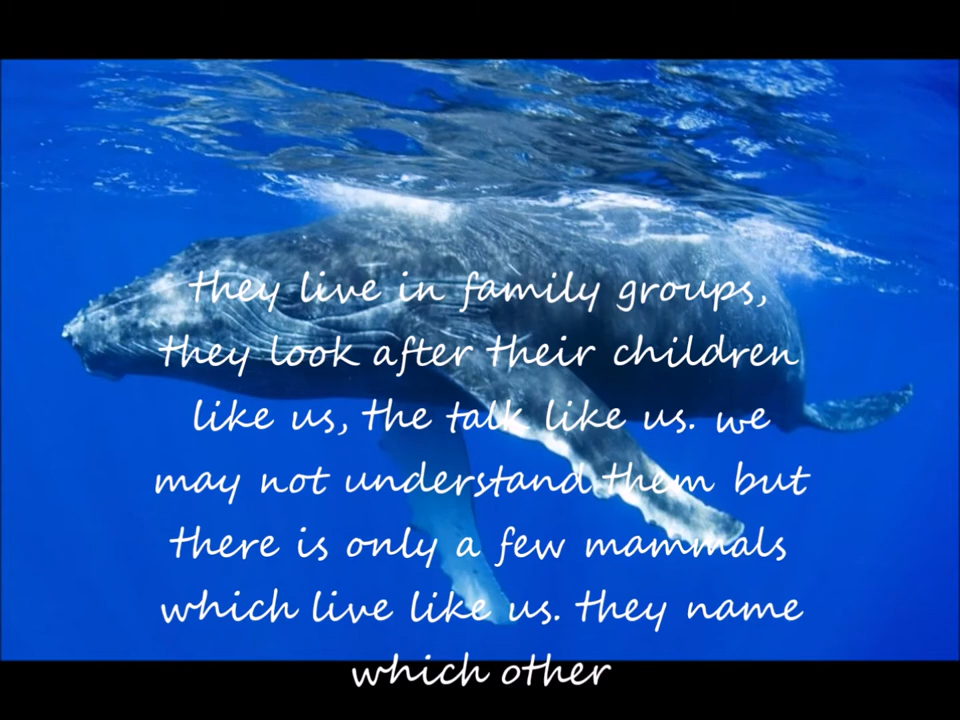 they live in family groups,
they look after their children
like us, the talk like us. we
may not understand them but
there is only a few mammals
which live like us. they name
which other